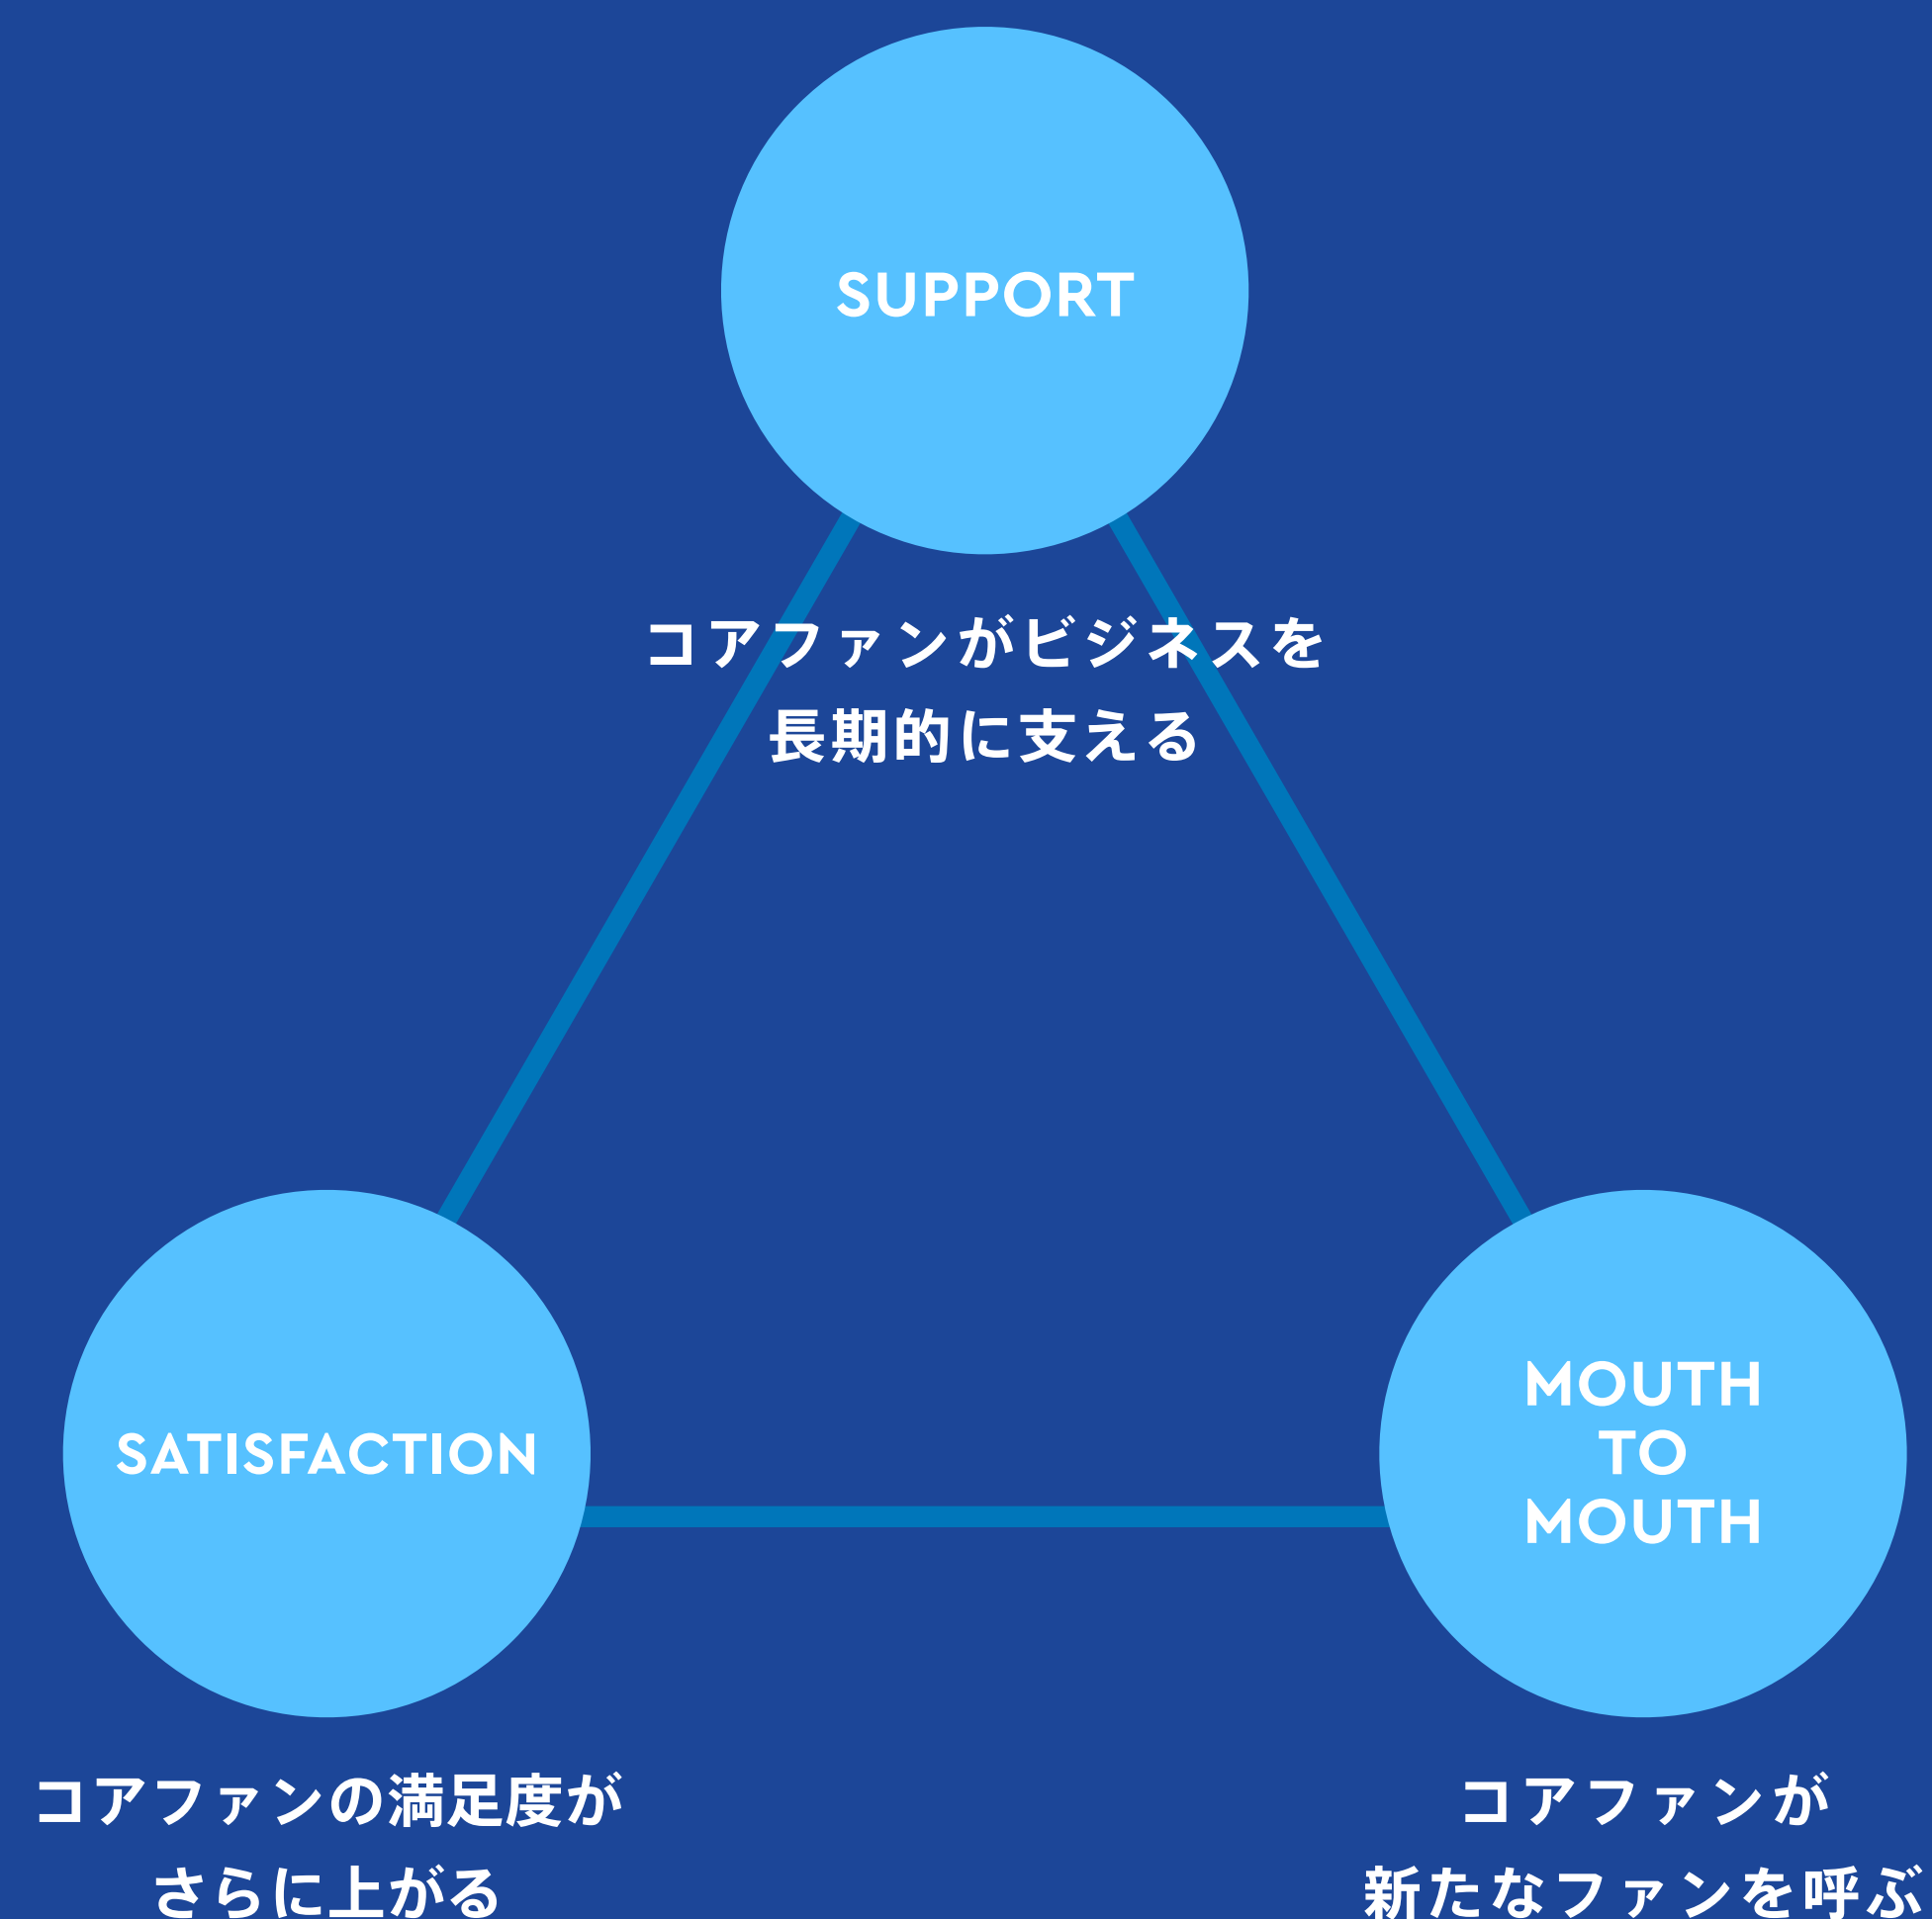 SUPPORT
コアファンがビジネスを
長期的に支える
SATISFACTION
コアファンの満足度が
さらに上がる
MOUTH
TO
MOUTH
コアファンが
新たなファンを呼ぶ